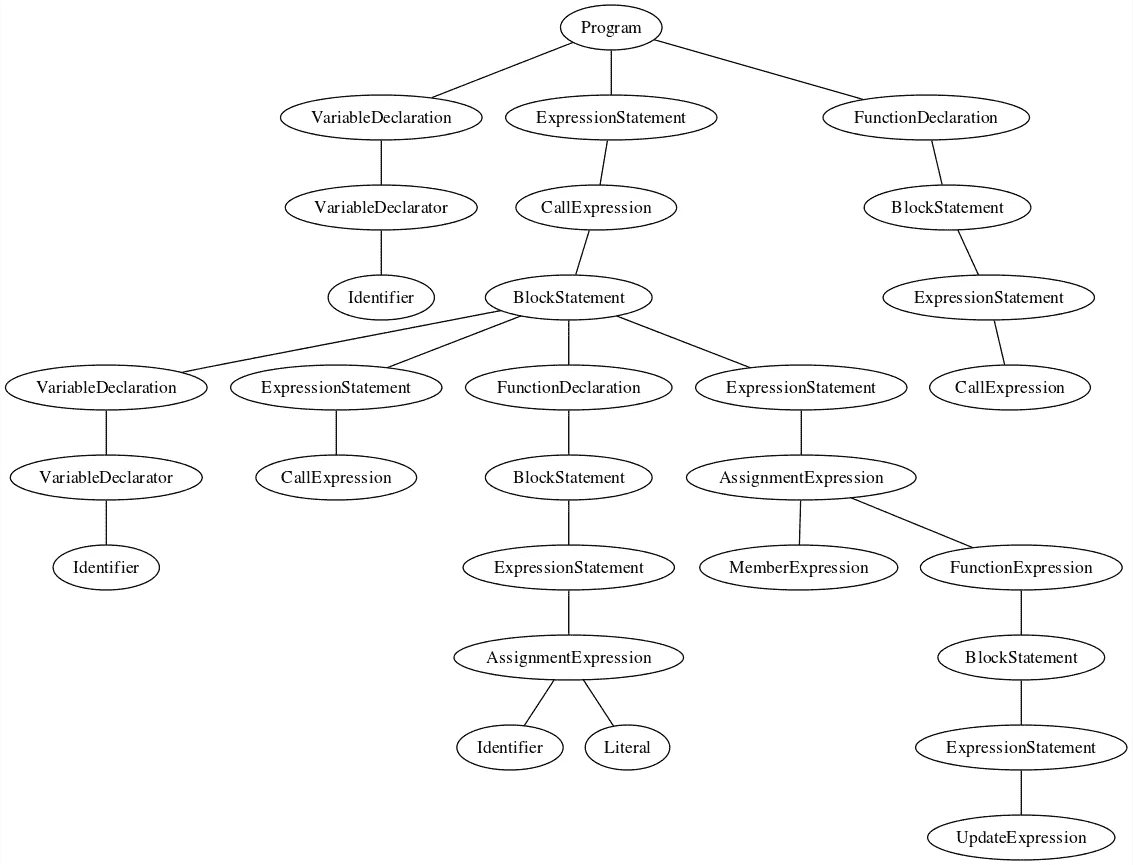 Program
VariableDeclaration ExpressionStatement FunctionDeclaration
VariableDeclarator CallExpression BlockStatement
Identifier BlockStatement ExpressionStatement
VariableDeclaration ExpressionStatement FunctionDeclaration ExpressionStatement CallExpression
VariableDeclarator CallExpression BlockStatement AssignmentExpression
Identifier ExpressionStatement MemberExpression FunctionExpression
AssignmentExpression BlockStatement
Identifier Literal ExpressionStatement
UpdateExpression